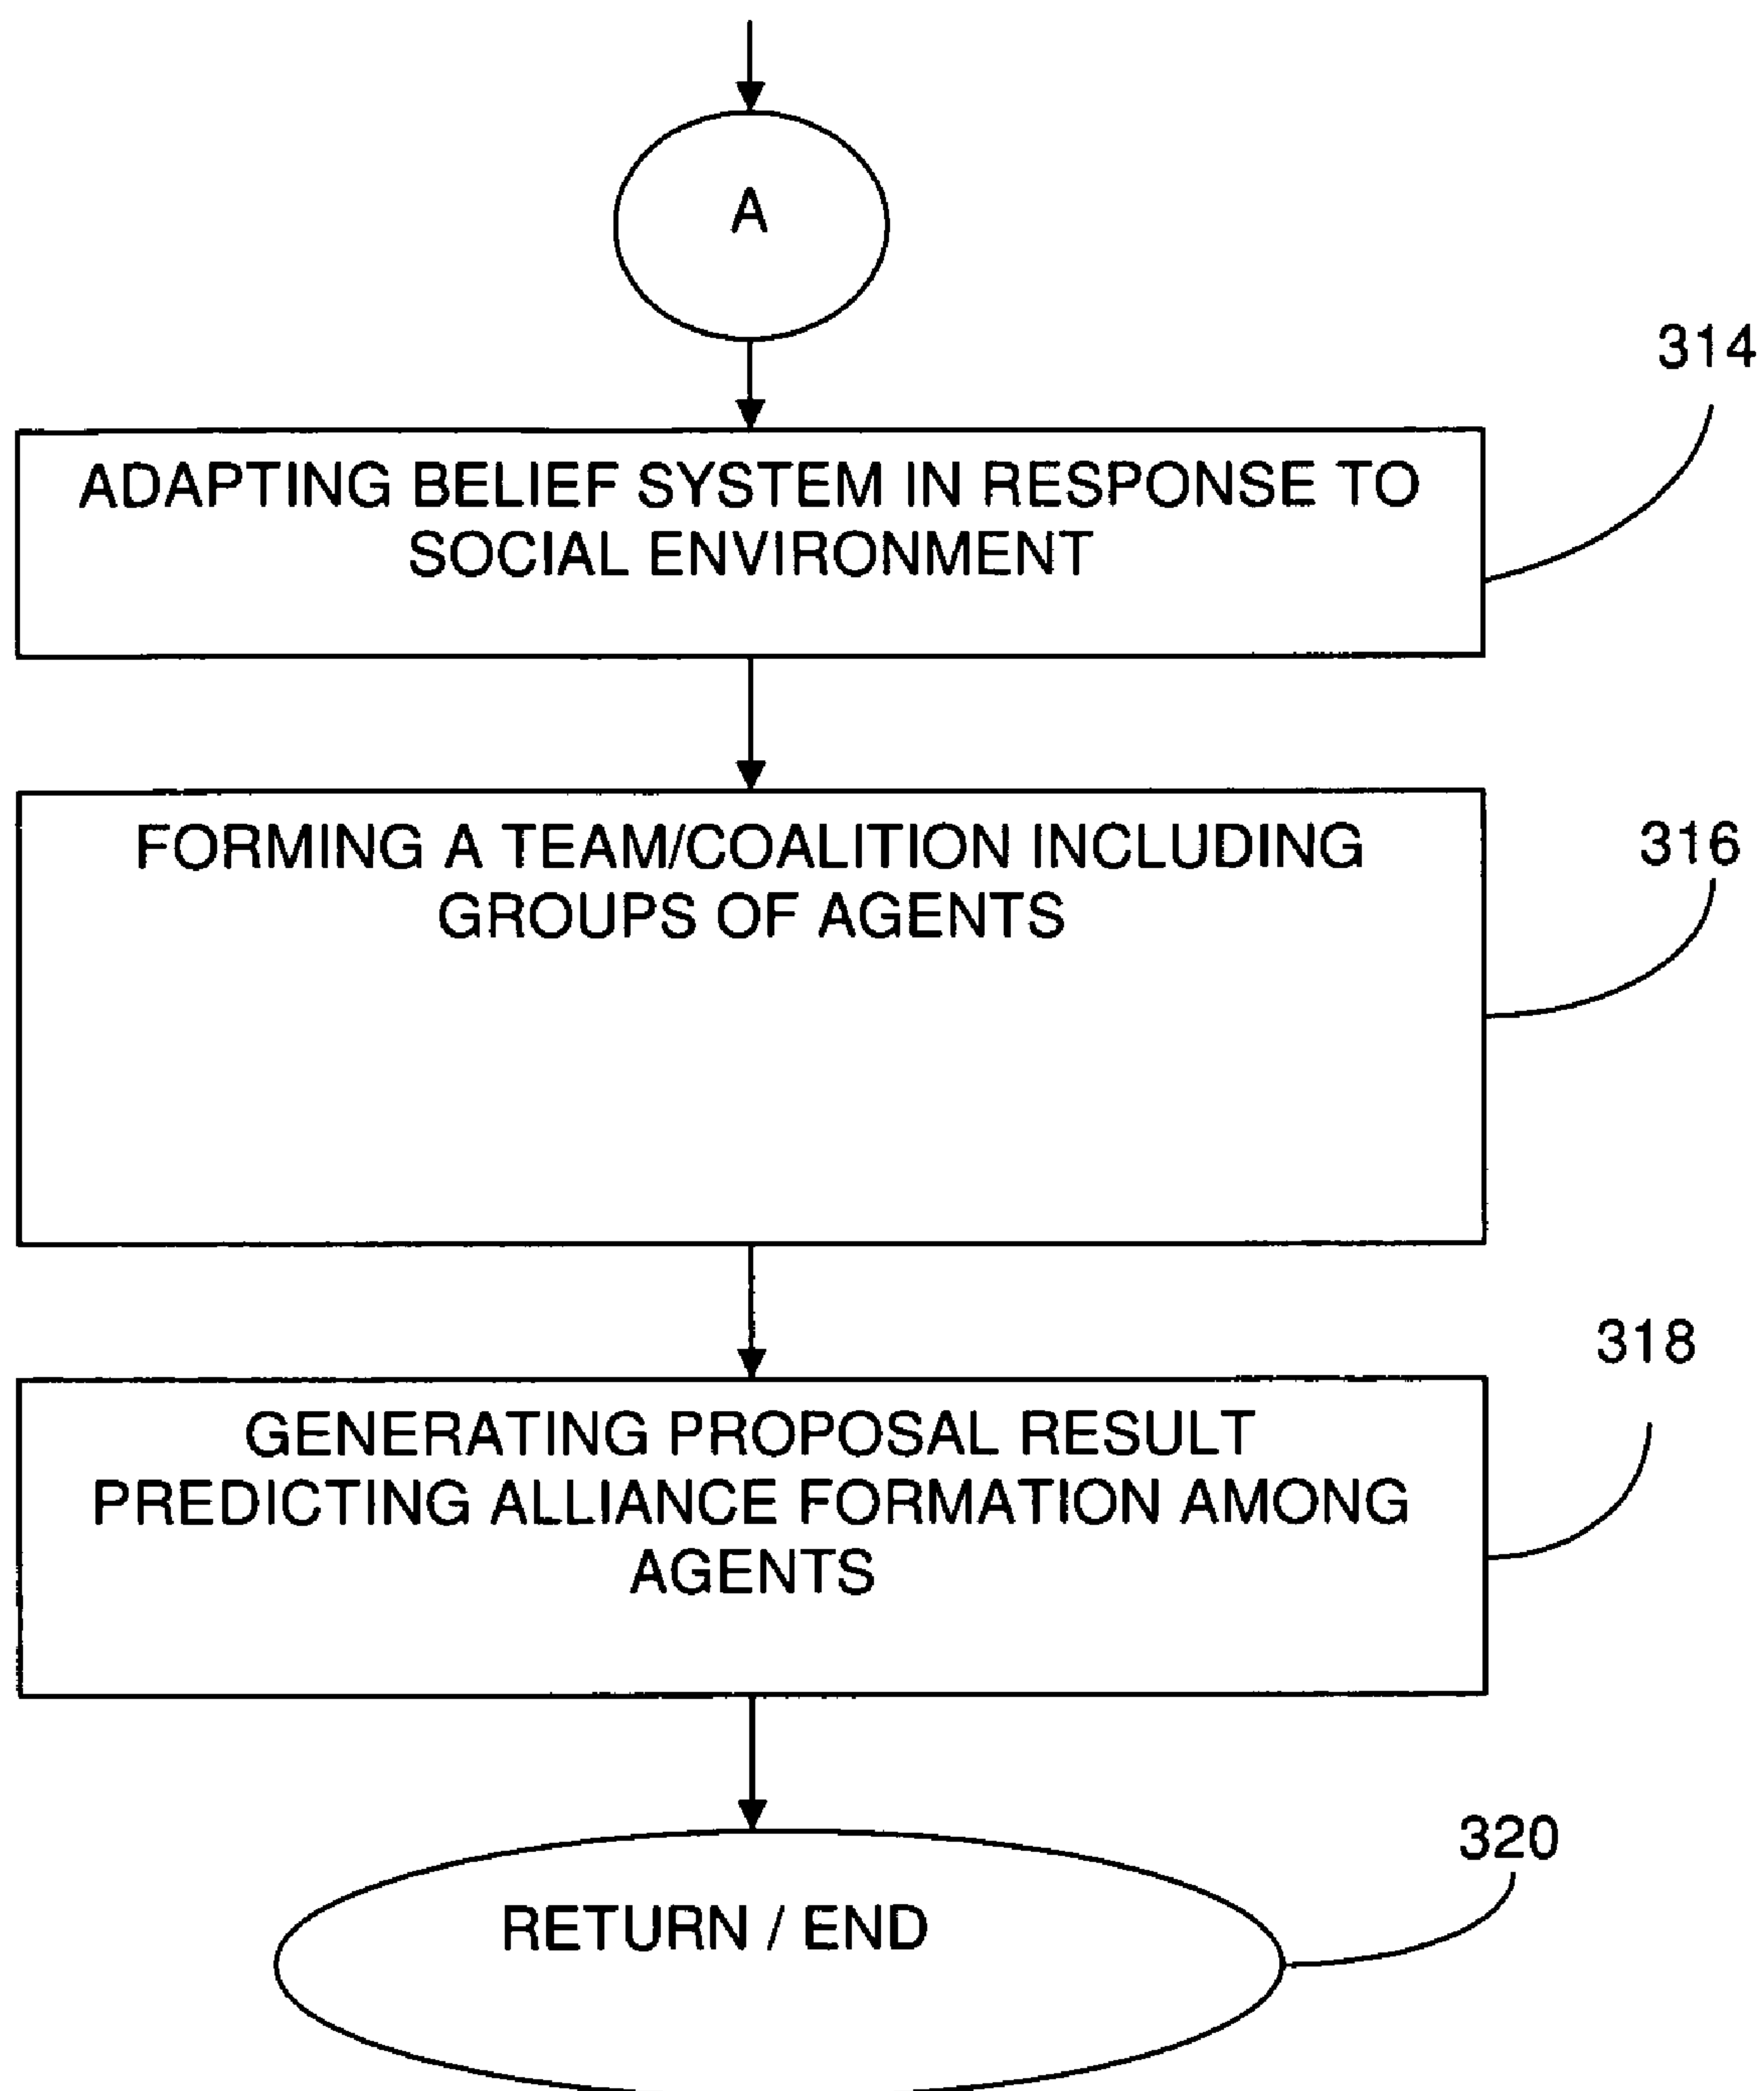 A
314
ADAPTING BELIEF SYSTEM IN RESPONSE TO
SOCIAL ENVIRONMENT
316
FORMING A TEAM/COALITION INCLUDING
GROUPS OF AGENTS
318
GENERATING PROPOSAL RESULT
PREDICTING ALLIANCE FORMATION AMONG
AGENTS
320
RETURN / END